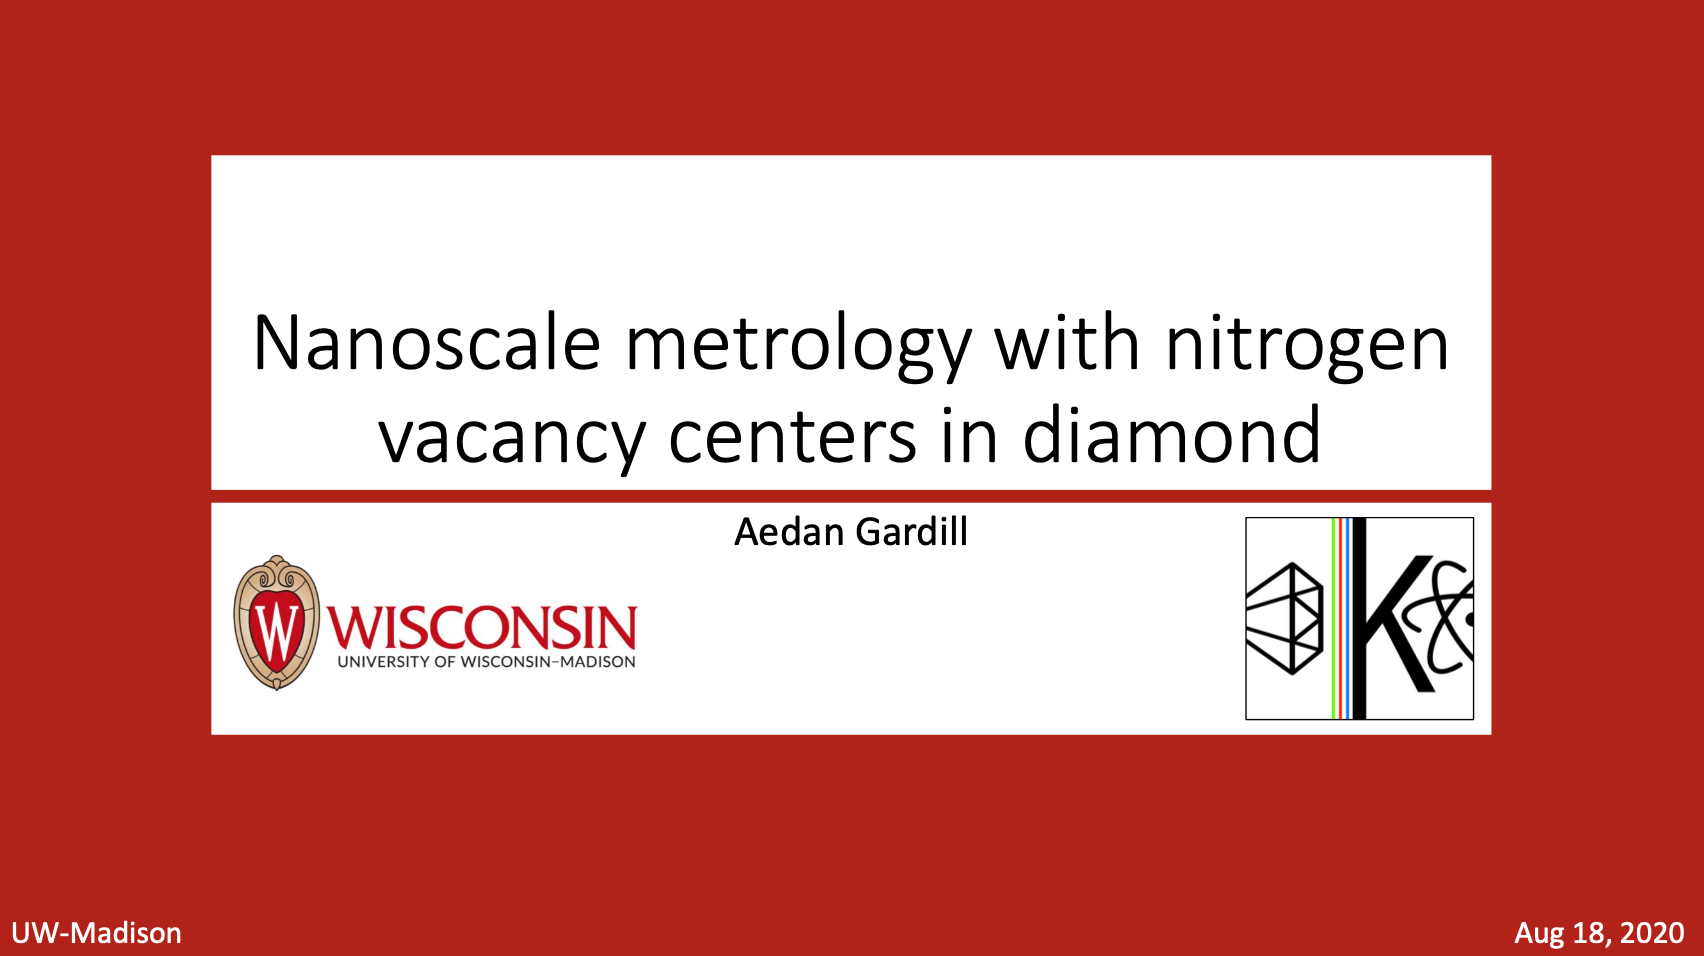 Nanoscale metrology with nitrogen
vacancy centers in diamond
Aedan Gardill
W
WISCONSIN
UNIVERSITY OF WISCONSIN–MADISON
K
UW-Madison
Aug 18, 2020